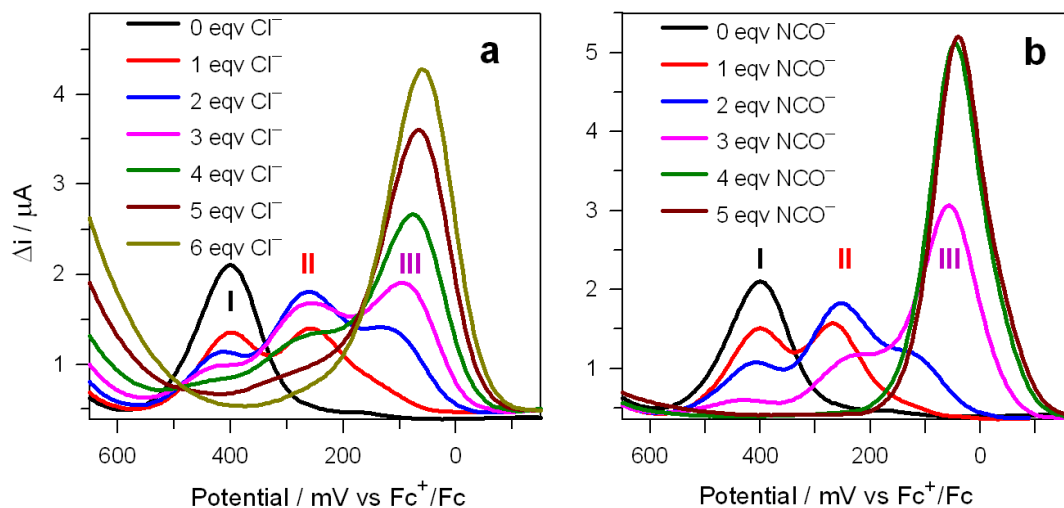 a
0 eqv Cl⁻
1 eqv Cl⁻
2 eqv Cl⁻
3 eqv Cl⁻
4 eqv Cl⁻
5 eqv Cl⁻
6 eqv Cl⁻
I
II
III
4
3
2
1
Δi / μA
600 400 200 0
Potential / mV vs Fc⁺/Fc
b
0 eqv NCO⁻
1 eqv NCO⁻
2 eqv NCO⁻
3 eqv NCO⁻
4 eqv NCO⁻
5 eqv NCO⁻
I II III
5
4
3
2
1
600 400 200 0
Potential / mV vs Fc⁺/Fc